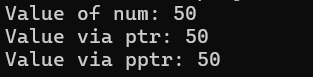 Value of num: 50
Value via ptr: 50
Value via pptr: 50